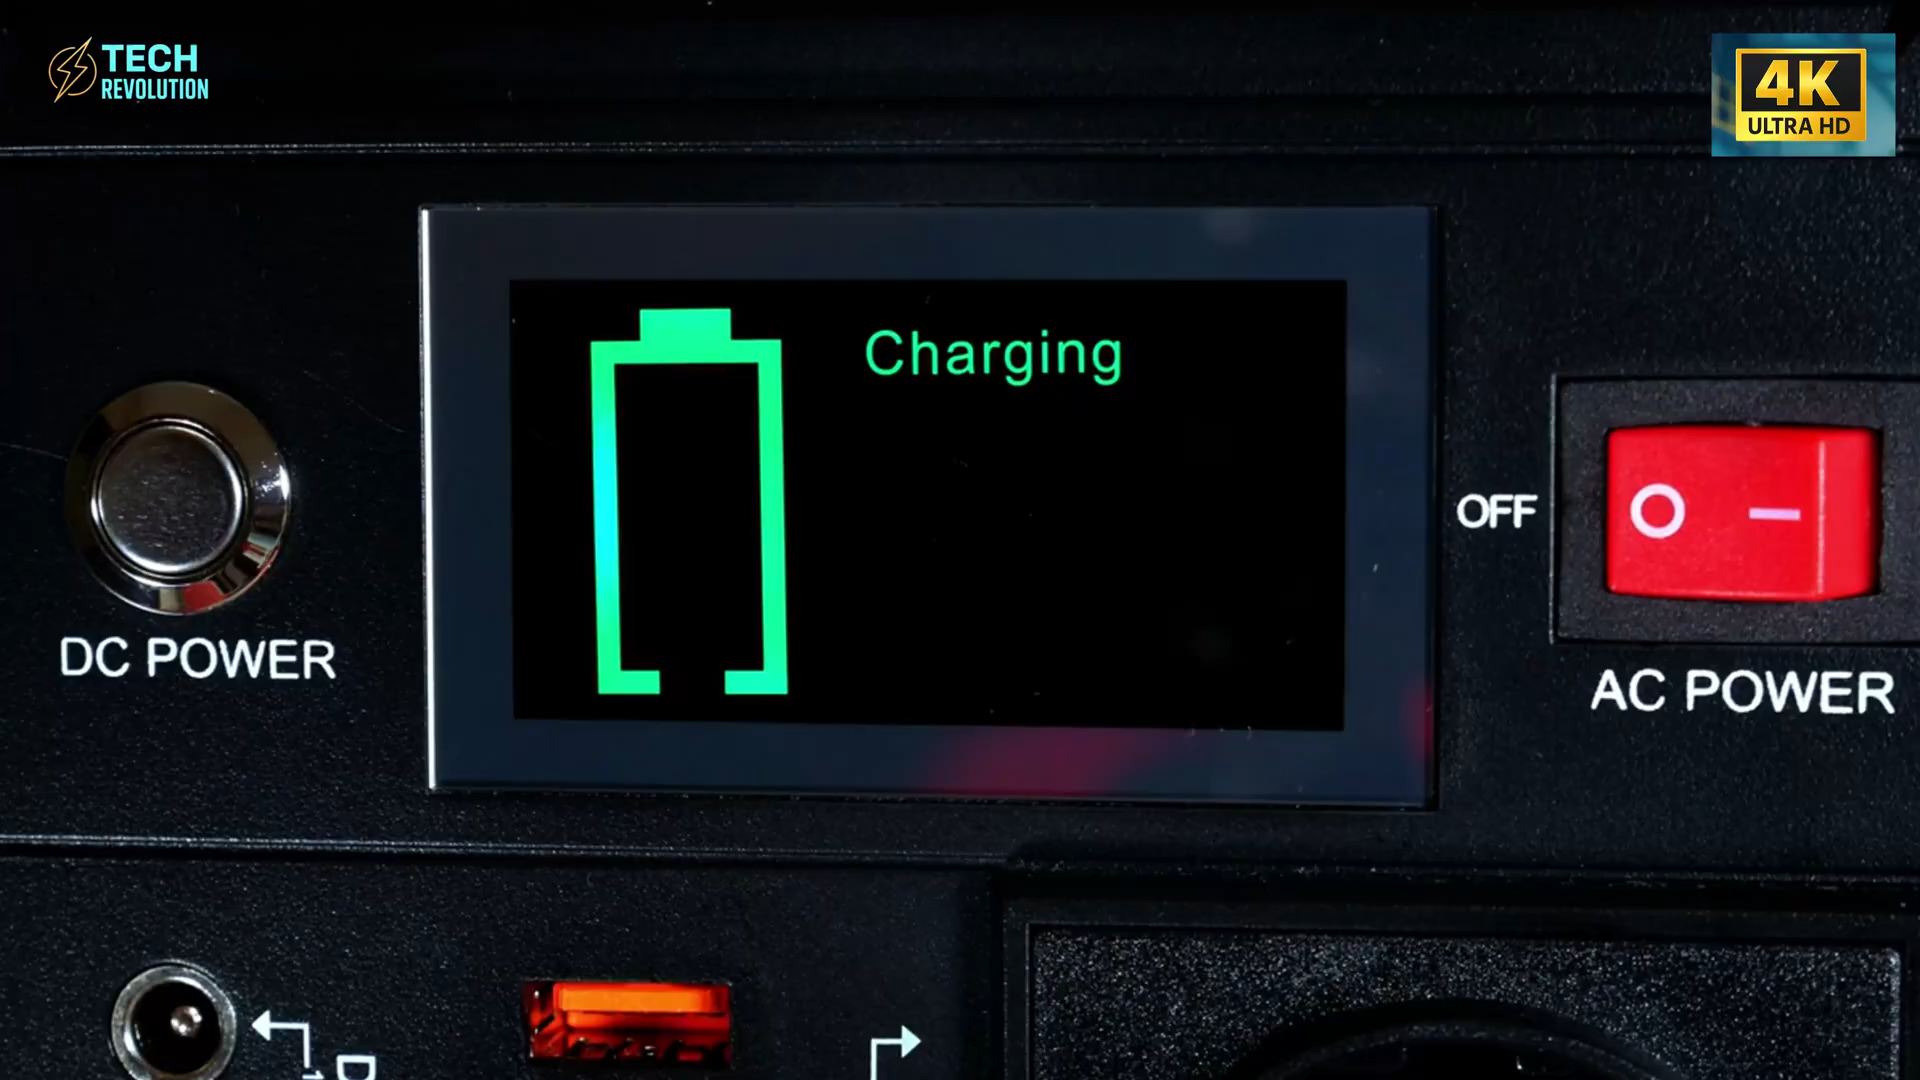 TECH
REVOLUTION
4K
ULTRA HD
Charging
OFF
DC POWER
AC POWER